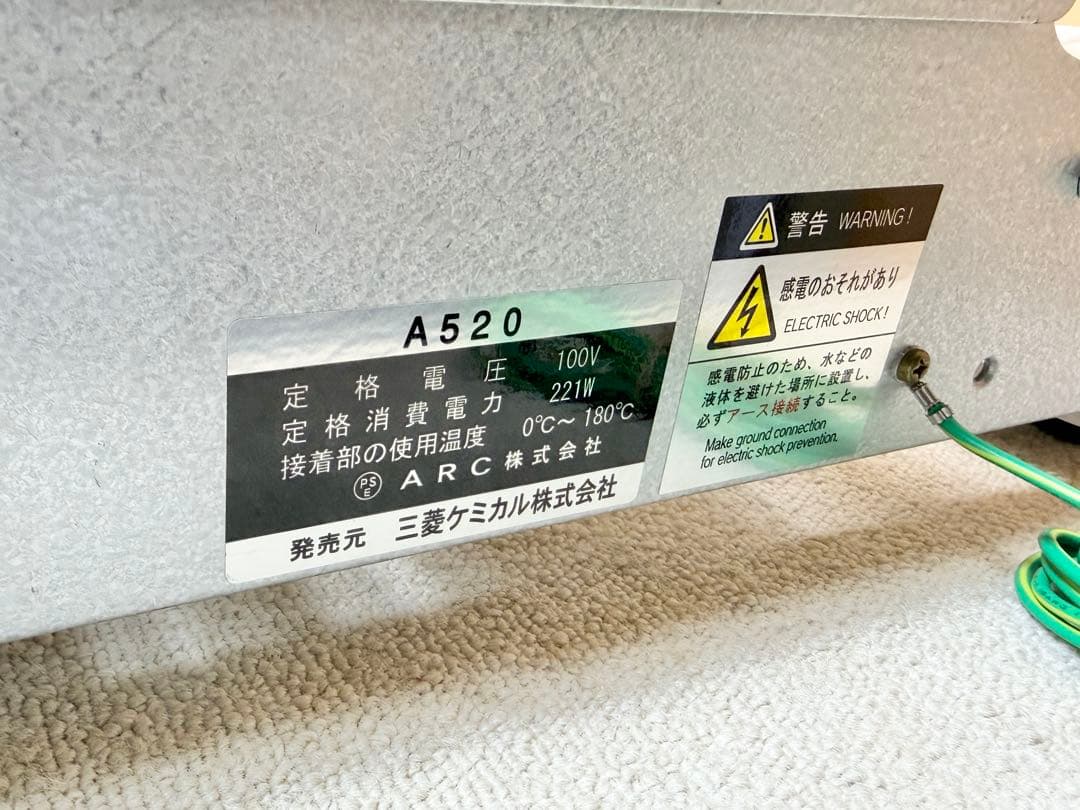 A520
定格電圧 100V
定格消費電力 221W
接着部の使用温度 0℃～180℃
PS
E
ARC株式会社
発売元 三菱ケミカル株式会社
警告 WARNING!
感電のおそれがあり
ELECTRIC SHOCK!
感電防止のため、水などの
液体を避けた場所に設置し、
必ずアース接続すること。
Make ground connection
for electric shock prevention.